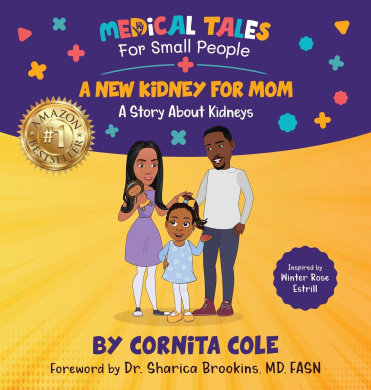 MEDICAL TALES
For Small People
A NEW KIDNEY FOR MOM
A Story About Kidneys
AMAZON
#1
BESTSELLER
Inspired by
Winter Rose
Estrill
BY CORNITA COLE
Foreword by Dr. Sharica Brookins, MD, FASN